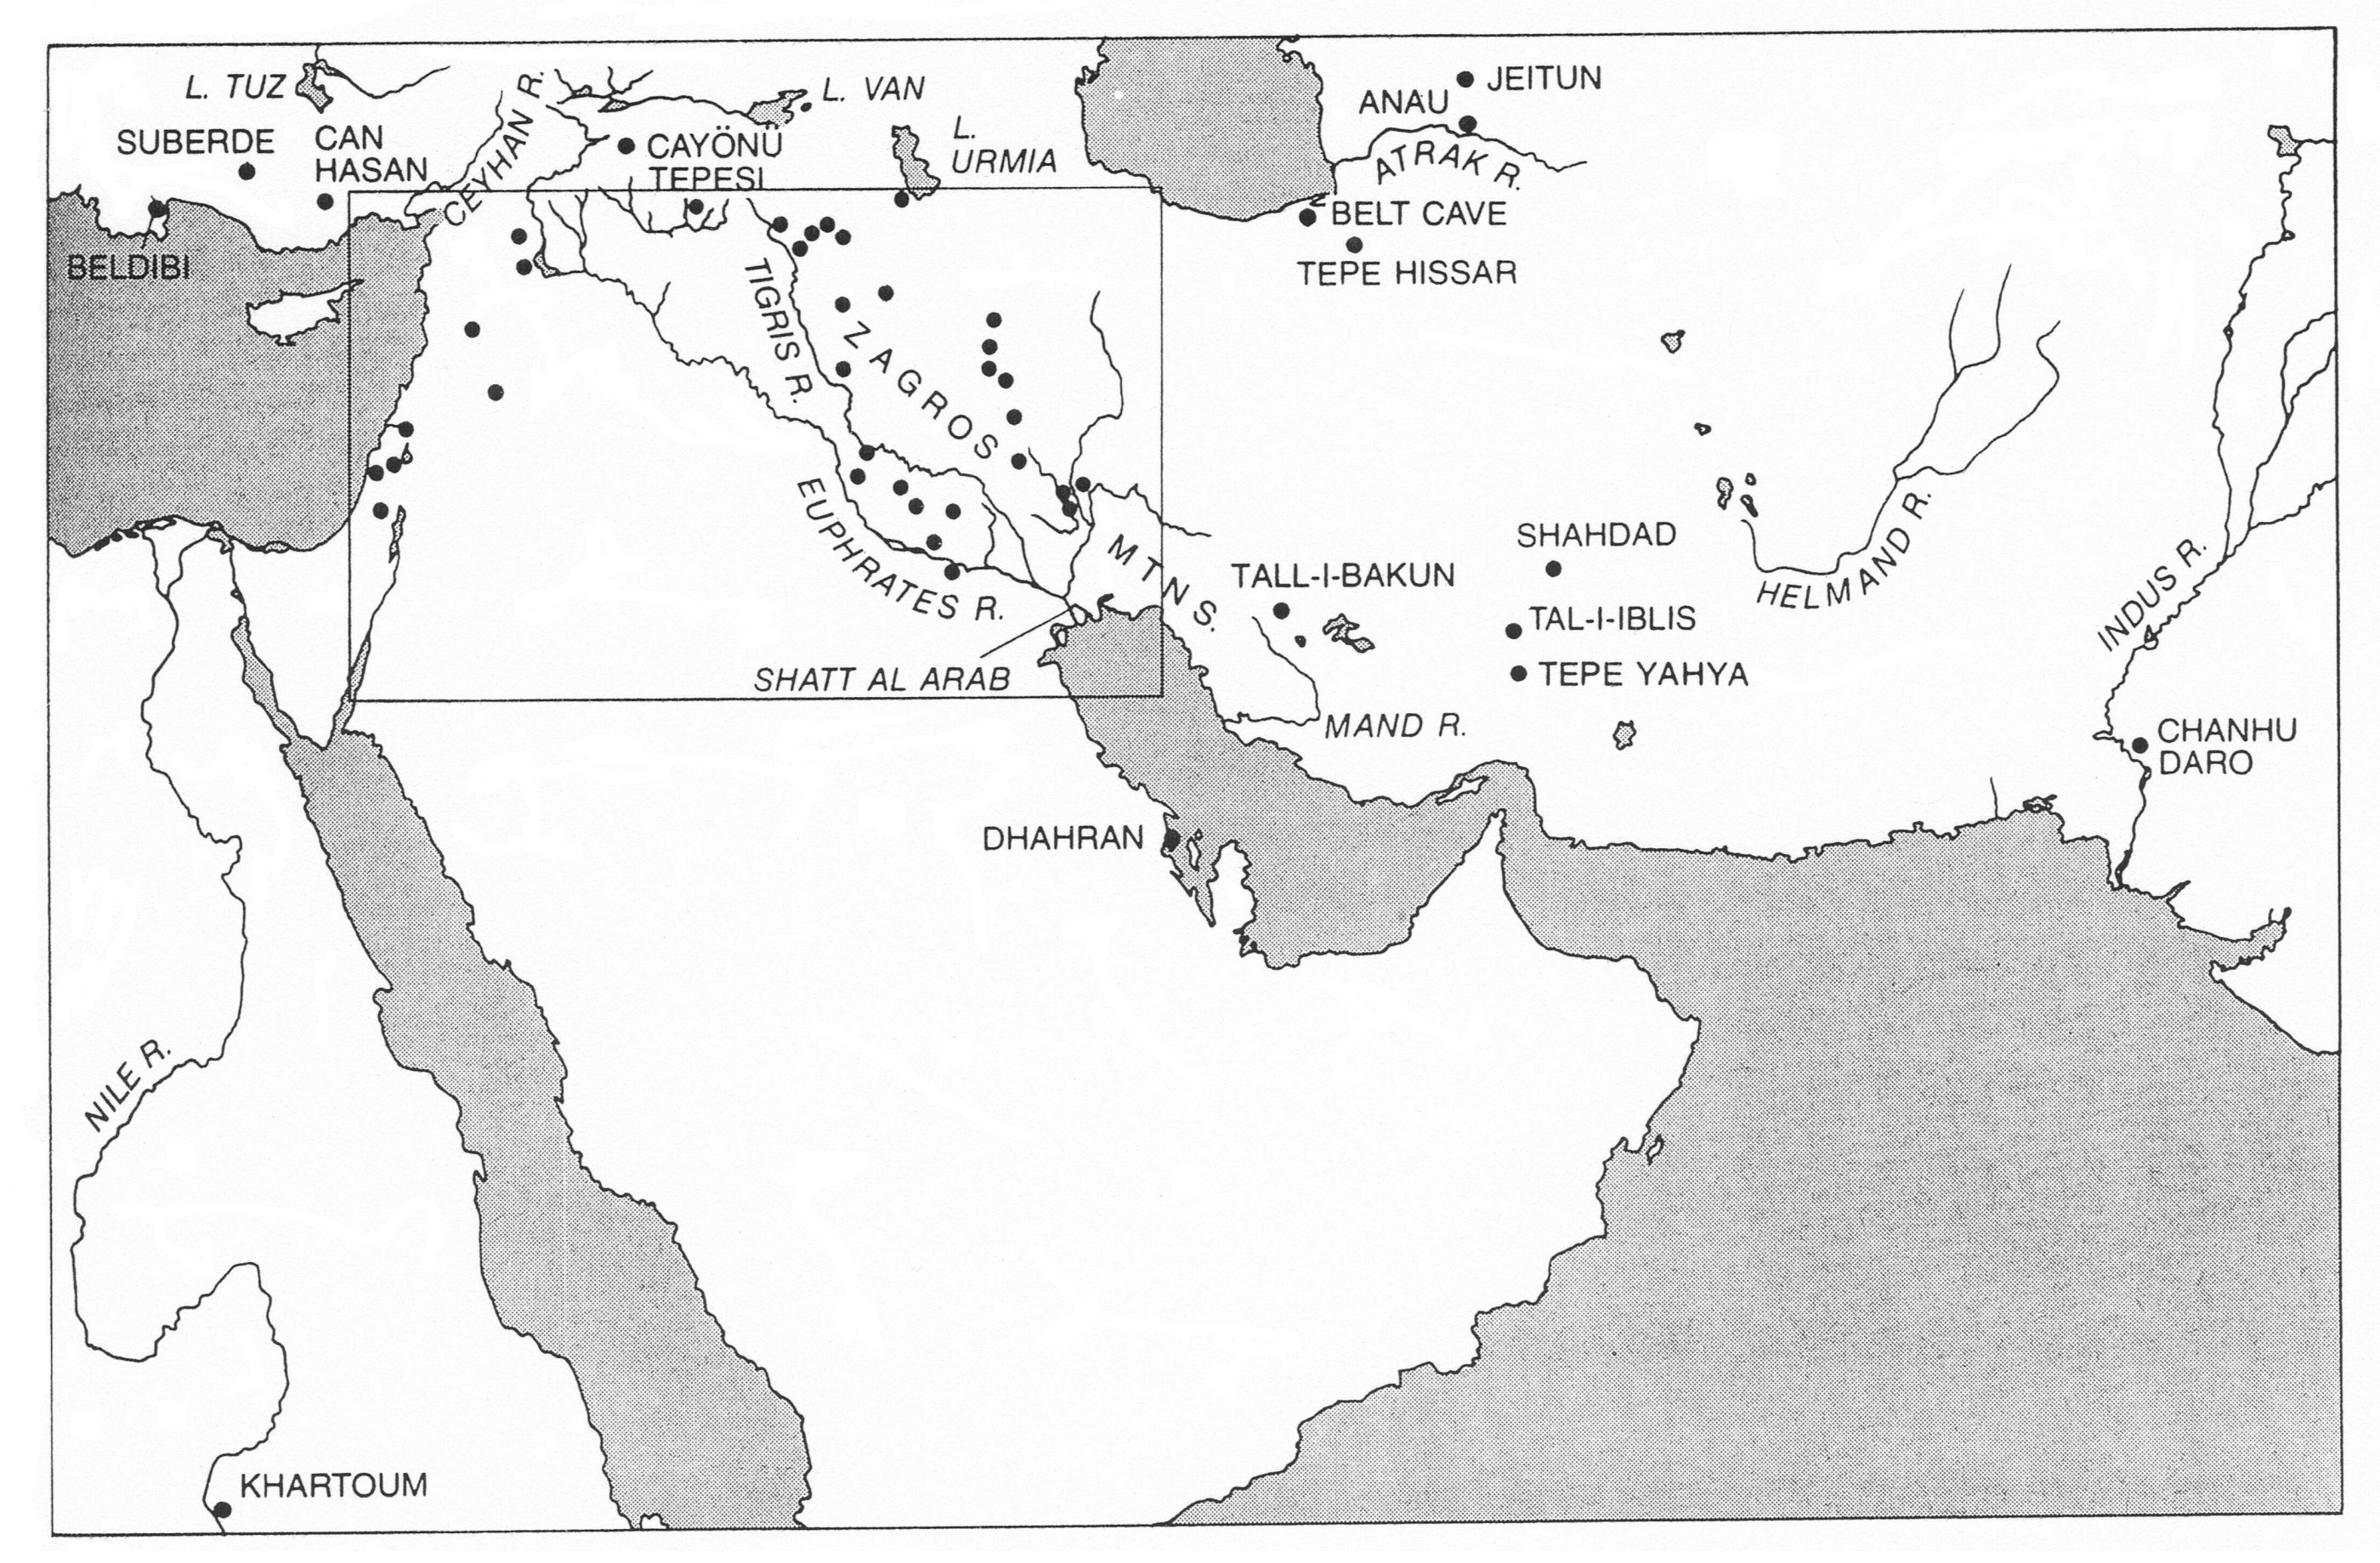 L. TUZ
L. VAN
JEITUN
ANAU
CEYHAN R.
SUBERDE
CAN
HASAN
CAYÖNÜ
TEPESI
L.
URMIA
ATRAK R.
BELT CAVE
BELDIBI
TEPE HISSAR
TIGRIS R.
ZAGROS
MTNS.
EUPHRATES R.
SHAHDAD
TALL-I-BAKUN
HELMAND R.
TAL-I-IBLIS
INDUS R.
SHATT AL ARAB
TEPE YAHYA
MAND R.
CHANHU
DARO
DHAHRAN
NILE R.
KHARTOUM